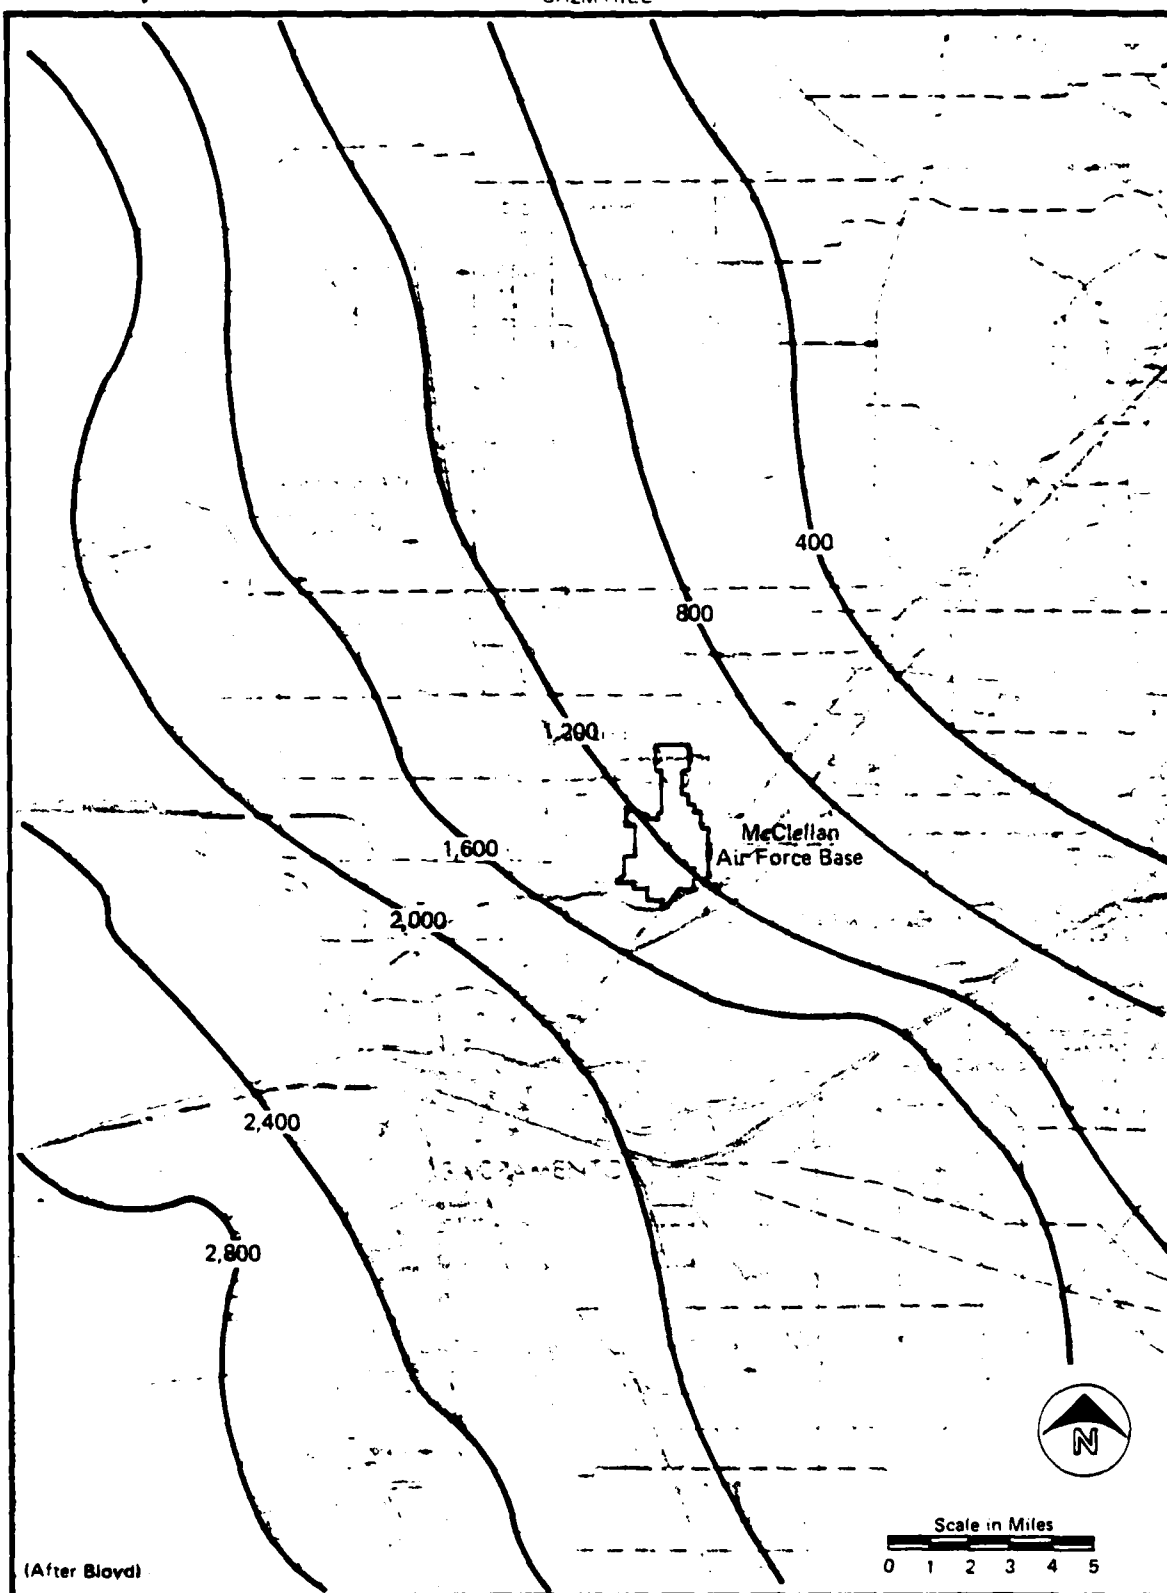 400
800
1,200
McClellan
Air Force Base
1,600
2,000
2,400
SACRAMENTO
2,800
N
Scale in Miles
0 1 2 3 4 5
(After Bloyd)